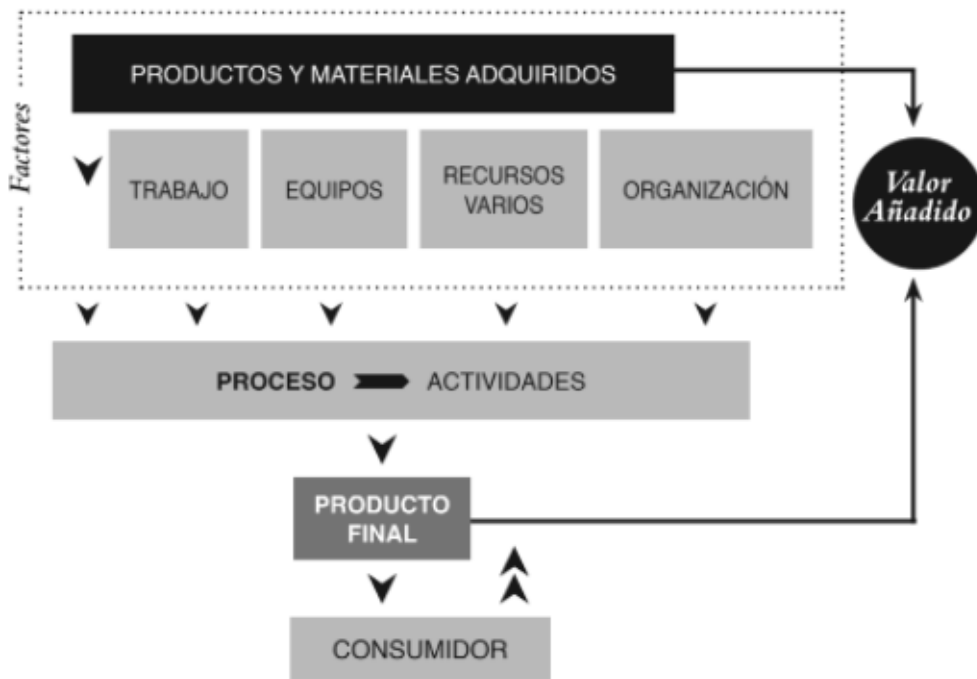 Factores
PRODUCTOS Y MATERIALES ADQUIRIDOS
TRABAJO
EQUIPOS
RECURSOS
VARIOS
ORGANIZACIÓN
Valor
Añadido
PROCESO ACTIVIDADES
PRODUCTO
FINAL
CONSUMIDOR